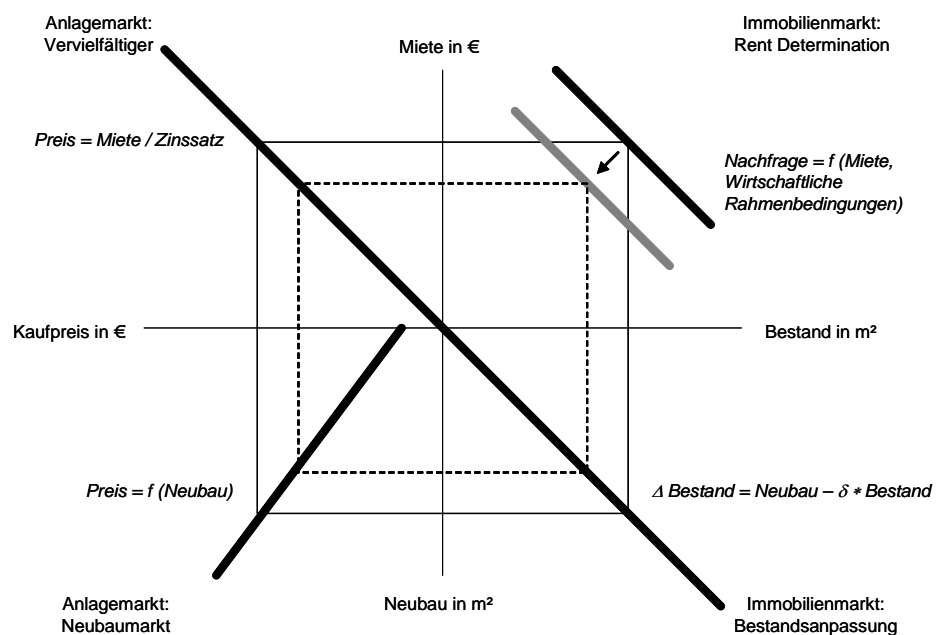 Anlagemarkt:
Vervielfältiger
Miete in €
Immobilienmarkt:
Rent Determination
Preis = Miete / Zinssatz
Nachfrage = f (Miete,
Wirtschaftliche
Rahmenbedingungen)
Kaufpreis in €
Bestand in m²
Preis = f (Neubau)
Δ Bestand = Neubau – δ * Bestand
Anlagemarkt:
Neubaumarkt
Neubau in m²
Immobilienmarkt:
Bestandsanpassung